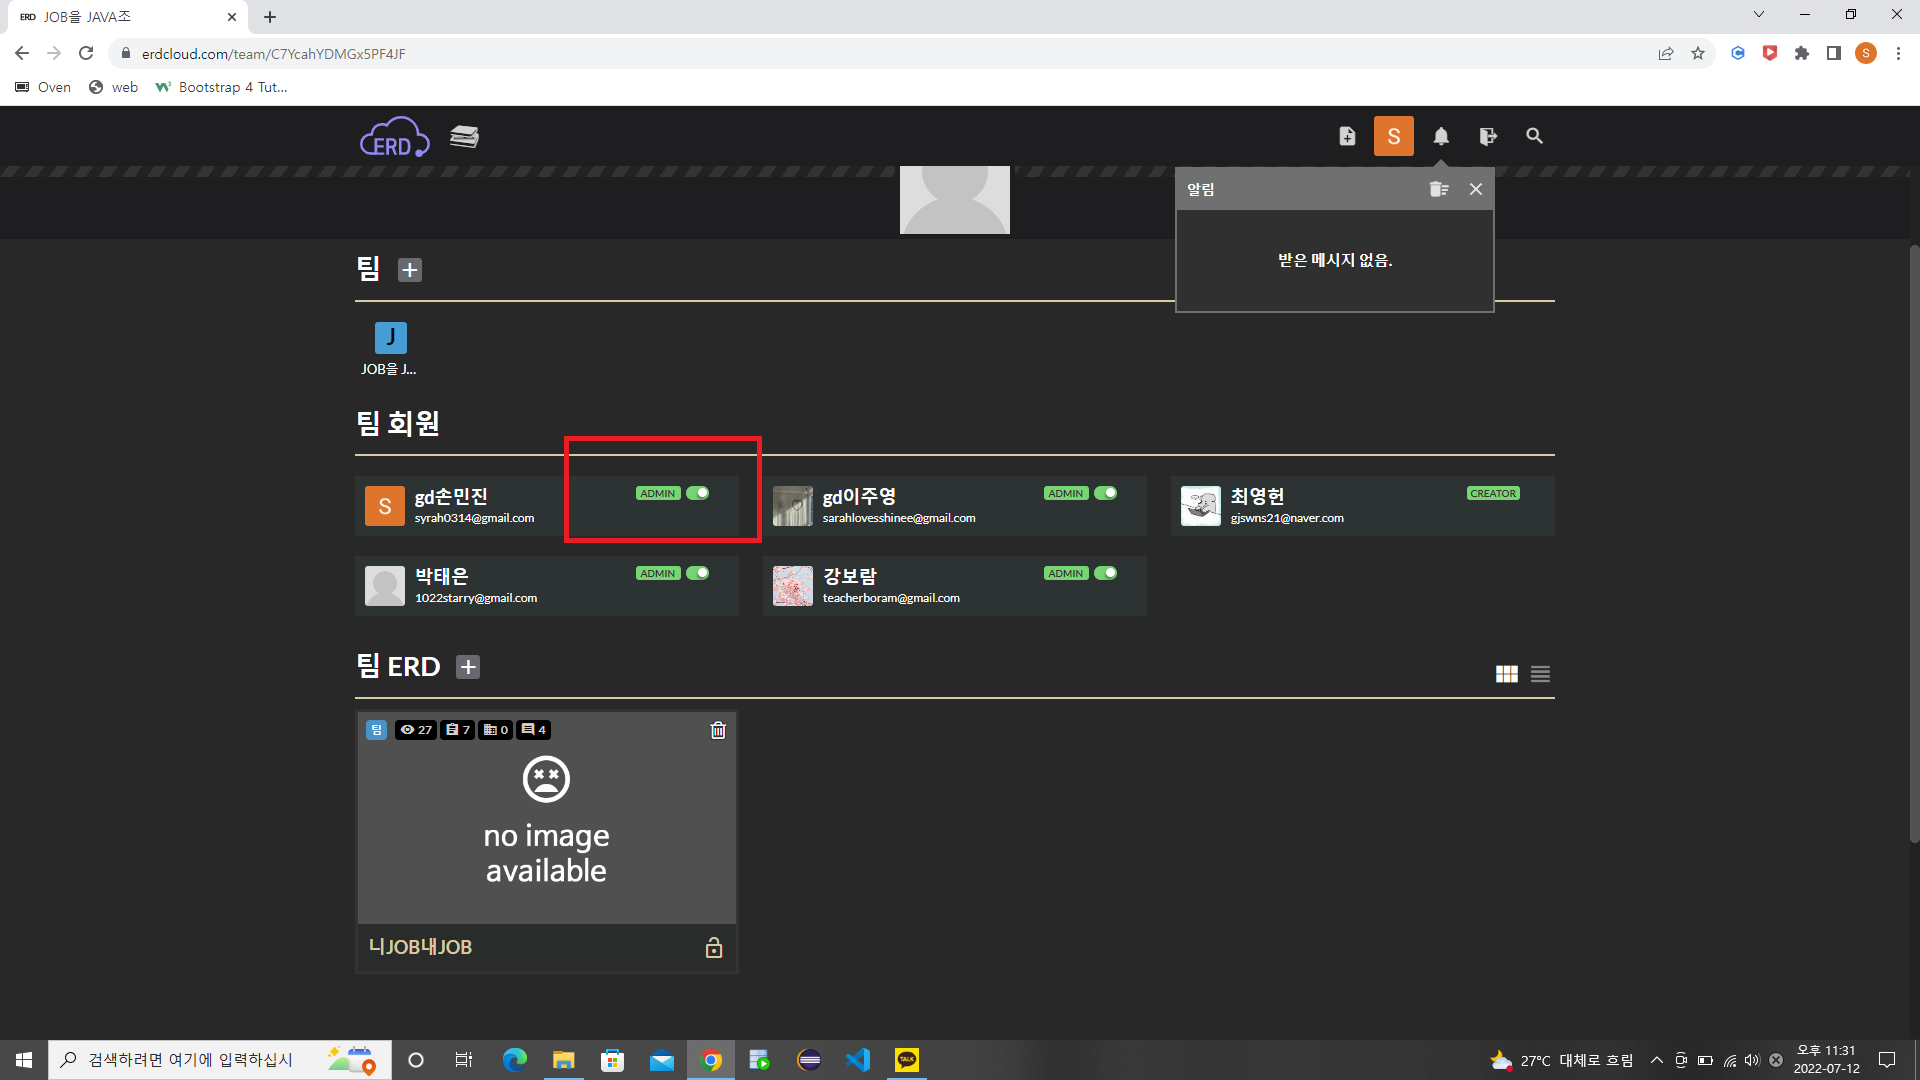 ERD JOB을 JAVA조
erdcloud.com/team/C7YcahYDMGx5PF4JF
S
Oven
web
Bootstrap 4 Tut...
ERD
S
알림
받은 메시지 없음.
팀
J
JOB을 J...
팀 회원
S
gd손민진
ADMIN
syrah0314@gmail.com
gd이주영
ADMIN
sarahlovesshinee@gmail.com
최영헌
CREATOR
gjswns21@naver.com
박태은
ADMIN
1022starry@gmail.com
강보람
ADMIN
teacherboram@gmail.com
팀 ERD
팀 27 7 0 4
no image
available
니JOB내JOB
검색하려면 여기에 입력하십시
TALK
27°C 대체로 흐림
오후 11:31
2022-07-12